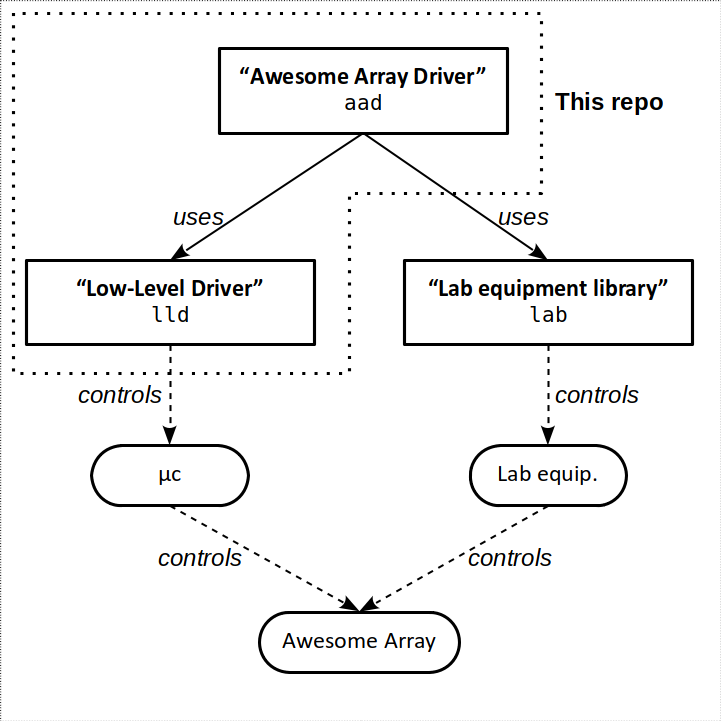 “Awesome Array Driver”
aad
This repo
uses
uses
“Low-Level Driver”
lld
“Lab equipment library”
lab
controls
controls
µc
Lab equip.
controls
controls
Awesome Array